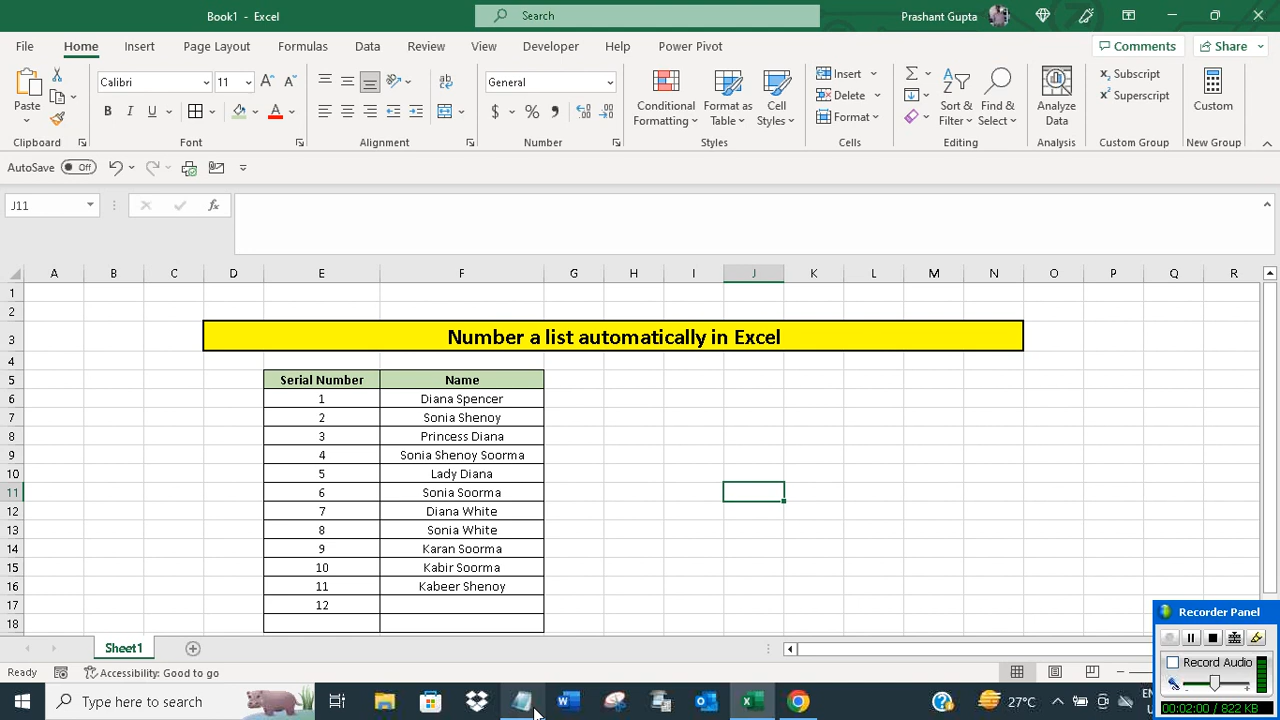 Book1 - Excel
Search
Prashant Gupta
File Home Insert Page Layout Formulas Data Review View Developer Help Power Pivot
Comments Share
Paste
Calibri 11
B I U
General
Conditional Formatting
Format as Table
Cell Styles
Insert
Delete
Format
Sort & Filter
Find & Select
Analyze Data
Subscript
Superscript
Custom
Clipboard Font Alignment Number Styles Cells Editing Analysis Custom Group New Group
AutoSave Off
J11
A B C D E F G H I J K L M N O P Q R
1
2
3 Number a list automatically in Excel
4
5 Serial Number Name
6 1 Diana Spencer
7 2 Sonia Shenoy
8 3 Princess Diana
9 4 Sonia Shenoy Soorma
10 5 Lady Diana
11 6 Sonia Soorma
12 7 Diana White
13 8 Sonia White
14 9 Karan Soorma
15 10 Kabir Soorma
16 11 Kabeer Shenoy
17 12
18
Recorder Panel
Record Audio
00:02:00 / 822 KB
Sheet1
Ready Accessibility: Good to go
Type here to search
27°C